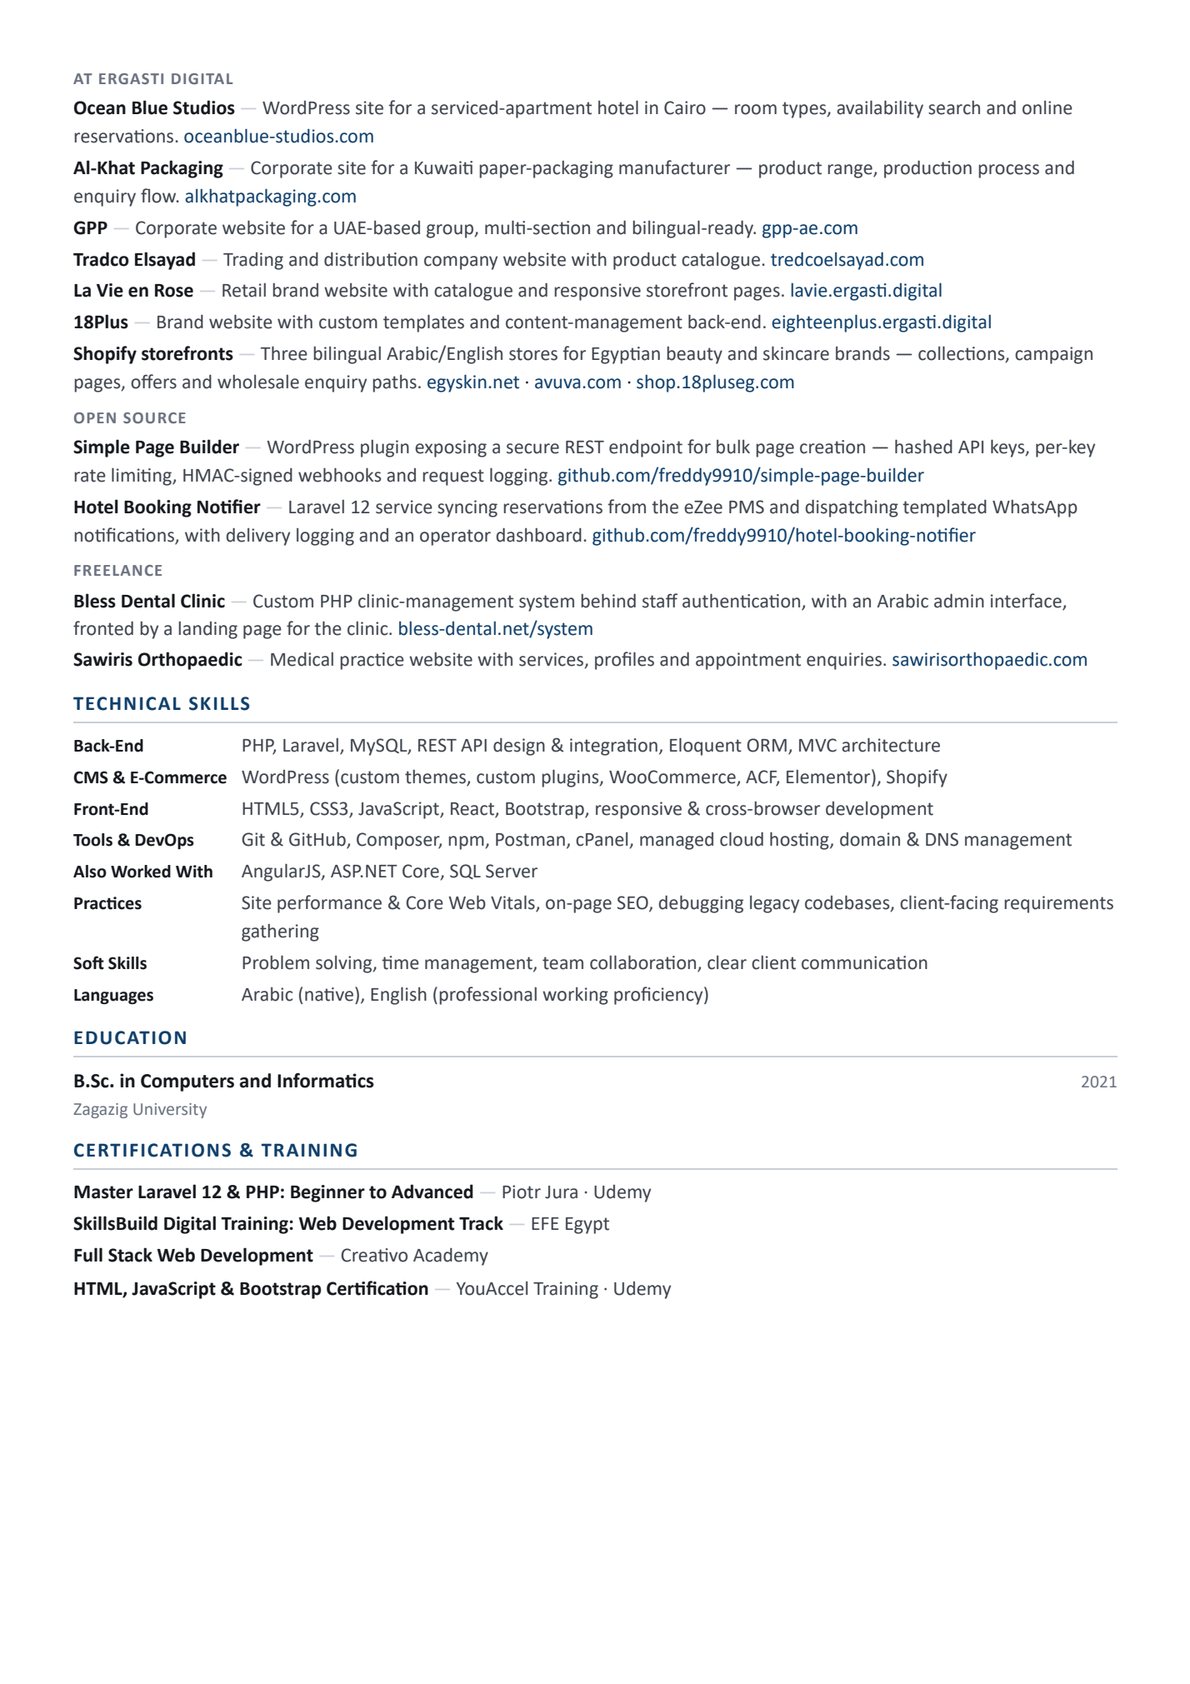 AT ERGASTI DIGITAL
Ocean Blue Studios — WordPress site for a serviced-apartment hotel in Cairo — room types, availability search and online
reservations. oceanblue-studios.com
Al-Khat Packaging — Corporate site for a Kuwaiti paper-packaging manufacturer — product range, production process and
enquiry flow. alkhatpackaging.com
GPP — Corporate website for a UAE-based group, multi-section and bilingual-ready. gpp-ae.com
Tradco Elsayad — Trading and distribution company website with product catalogue. tredcoelsayad.com
La Vie en Rose — Retail brand website with catalogue and responsive storefront pages. lavie.ergasti.digital
18Plus — Brand website with custom templates and content-management back-end. eighteenplus.ergasti.digital
Shopify storefronts — Three bilingual Arabic/English stores for Egyptian beauty and skincare brands — collections, campaign
pages, offers and wholesale enquiry paths. egyskin.net · avuva.com · shop.18pluseg.com
OPEN SOURCE
Simple Page Builder — WordPress plugin exposing a secure REST endpoint for bulk page creation — hashed API keys, per-key
rate limiting, HMAC-signed webhooks and request logging. github.com/freddy9910/simple-page-builder
Hotel Booking Notifier — Laravel 12 service syncing reservations from the eZee PMS and dispatching templated WhatsApp
notifications, with delivery logging and an operator dashboard. github.com/freddy9910/hotel-booking-notifier
FREELANCE
Bless Dental Clinic — Custom PHP clinic-management system behind staff authentication, with an Arabic admin interface,
fronted by a landing page for the clinic. bless-dental.net/system
Sawiris Orthopaedic — Medical practice website with services, profiles and appointment enquiries. sawirisorthopaedic.com
TECHNICAL SKILLS
Back-End PHP, Laravel, MySQL, REST API design & integration, Eloquent ORM, MVC architecture
CMS & E-Commerce WordPress (custom themes, custom plugins, WooCommerce, ACF, Elementor), Shopify
Front-End HTML5, CSS3, JavaScript, React, Bootstrap, responsive & cross-browser development
Tools & DevOps Git & GitHub, Composer, npm, Postman, cPanel, managed cloud hosting, domain & DNS management
Also Worked With AngularJS, ASP.NET Core, SQL Server
Practices Site performance & Core Web Vitals, on-page SEO, debugging legacy codebases, client-facing requirements
gathering
Soft Skills Problem solving, time management, team collaboration, clear client communication
Languages Arabic (native), English (professional working proficiency)
EDUCATION
B.Sc. in Computers and Informatics 2021
Zagazig University
CERTIFICATIONS & TRAINING
Master Laravel 12 & PHP: Beginner to Advanced — Piotr Jura · Udemy
SkillsBuild Digital Training: Web Development Track — EFE Egypt
Full Stack Web Development — Creativo Academy
HTML, JavaScript & Bootstrap Certification — YouAccel Training · Udemy